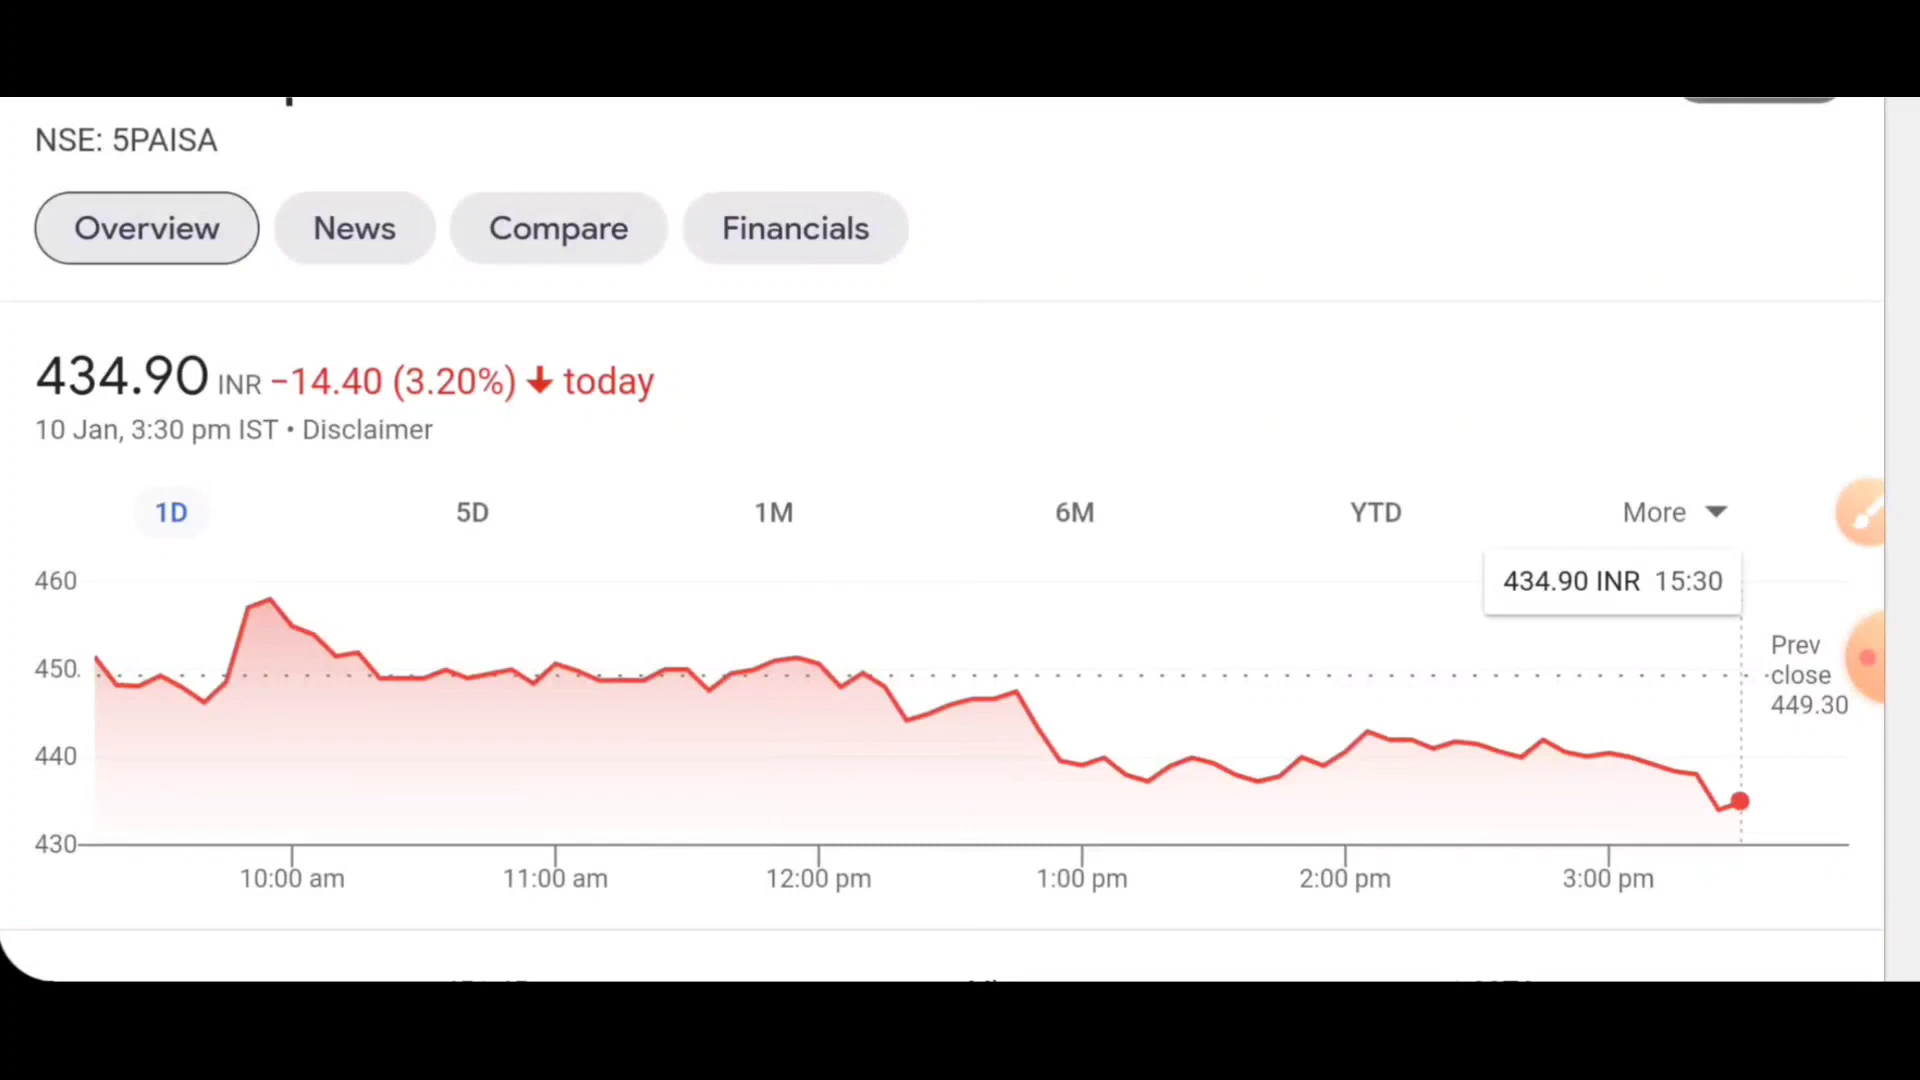 NSE: 5PAISA
Overview News Compare Financials
434.90 INR −14.40 (3.20%) today
10 Jan, 3:30 pm IST • Disclaimer
1D 5D 1M 6M YTD More
434.90 INR 15:30
460
450
440
430
Prev
close
449.30
10:00 am 11:00 am 12:00 pm 1:00 pm 2:00 pm 3:00 pm